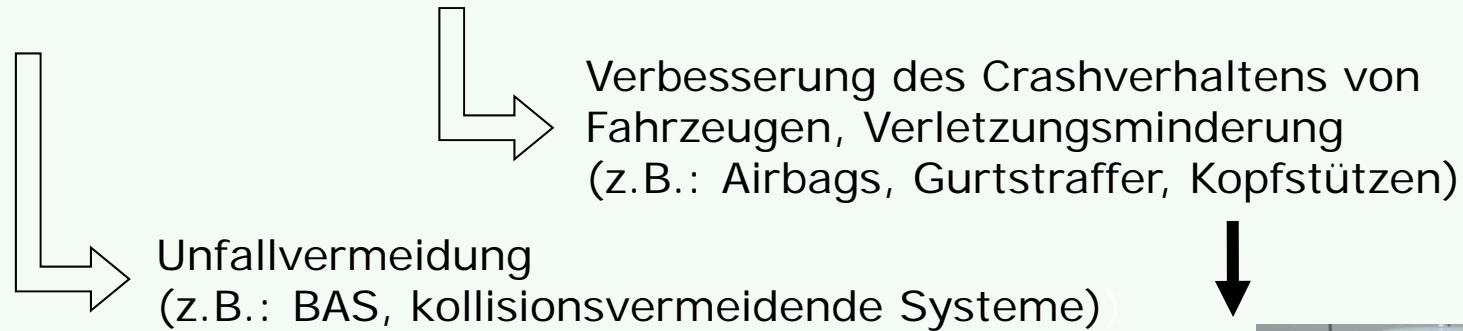 Verbesserung des Crashverhaltens von
Fahrzeugen, Verletzungsminderung
(z.B.: Airbags, Gurtstraffer, Kopfstützen)
Unfallvermeidung
(z.B.: BAS, kollisionsvermeidende Systeme))